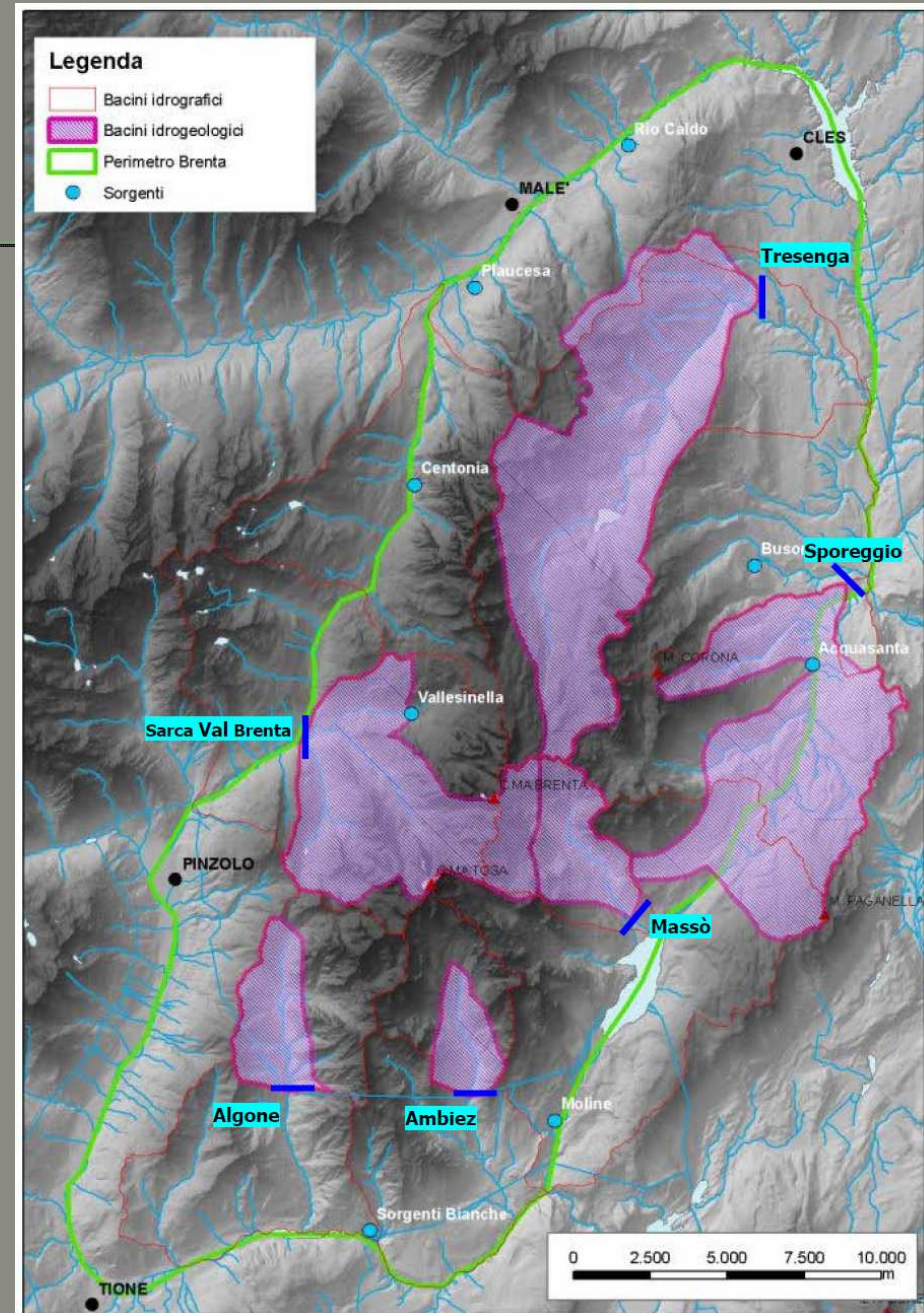 Legenda
Bacini idrografici
Bacini idrogeologici
Perimetro Brenta
Sorgenti
Rio Caldo
CLES
MALE'
Tresenga
Plaucesa
Centonia
Sporeggio
Acquasanta
M. CORONA
Vallesinella
Sarca Val Brenta
C.MA BRENTA
PINZOLO
C.MA TOSA
M. PAGANELLA
Massò
Algone
Ambiez
Moline
Sorgenti Bianche
0 2.500 5.000 7.500 10.000
m
TIONE